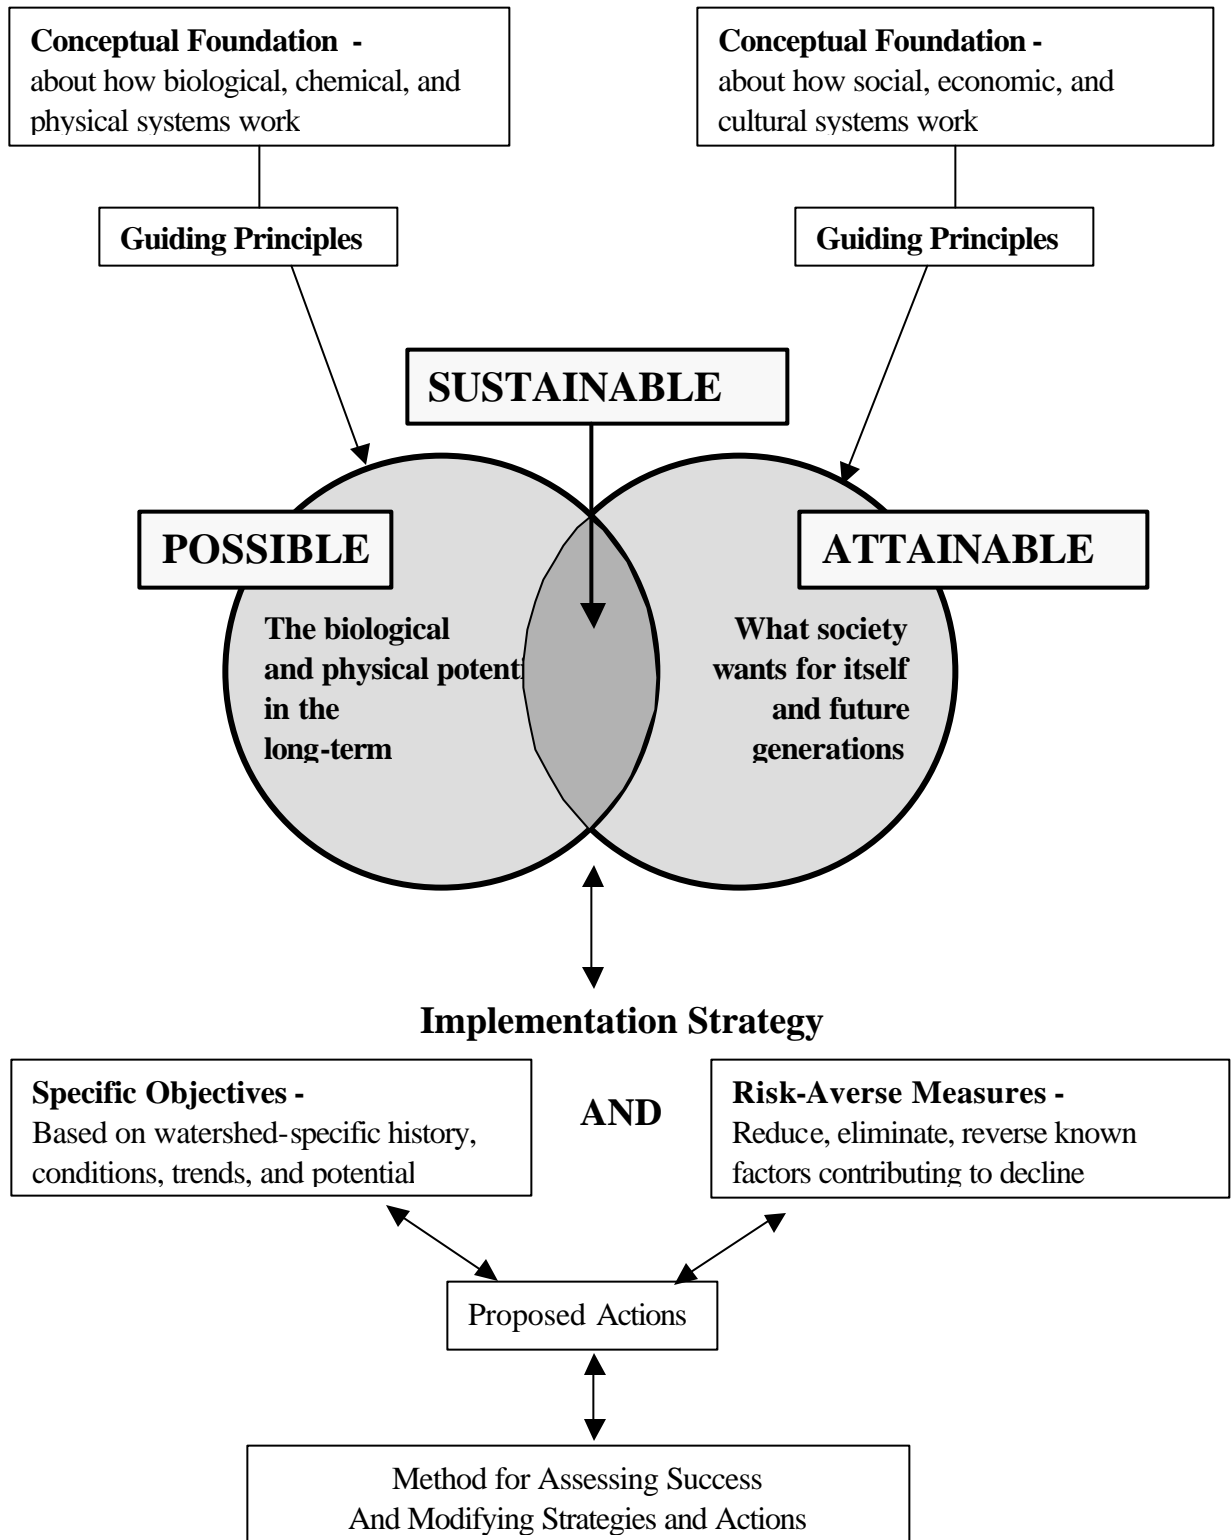 Conceptual Foundation -
about how biological, chemical, and
physical systems work
Conceptual Foundation -
about how social, economic, and
cultural systems work
Guiding Principles
Guiding Principles
SUSTAINABLE
POSSIBLE
ATTAINABLE
The biological
and physical potenti
in the
long-term
What society
wants for itself
and future
generations
Implementation Strategy
Specific Objectives -
Based on watershed-specific history,
conditions, trends, and potential
AND
Risk-Averse Measures -
Reduce, eliminate, reverse known
factors contributing to decline
Proposed Actions
Method for Assessing Success
And Modifying Strategies and Actions